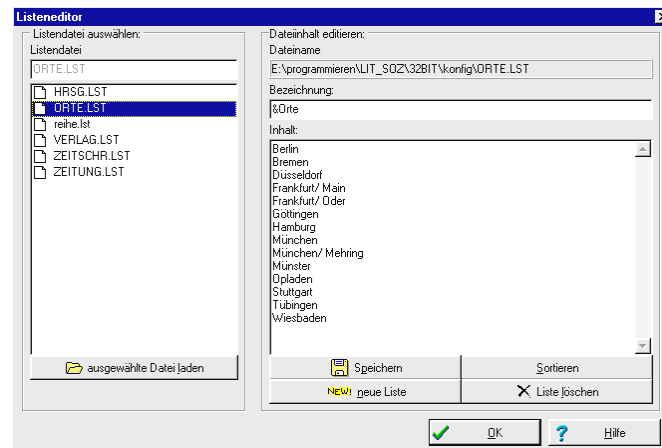 Listeneditor
Listendatei auswählen:
Listendatei
ORTE.LST
HRSG.LST
ORTE.LST
reihe.lst
VERLAG.LST
ZEITSCHR.LST
ZEITUNG.LST
ausgewählte Datei laden
Dateiinhalt editieren:
Dateiname
E:\programmieren\LIT_SOZ\32BIT\konfig\ORTE.LST
Bezeichnung:
&Orte
Inhalt:
Berlin
Bremen
Düsseldorf
Frankfurt/ Main
Frankfurt/ Oder
Göttingen
Hamburg
München
München/ Mehring
Münster
Opladen
Stuttgart
Tübingen
Wiesbaden
Speichern
Sortieren
NEW! neue Liste
Liste löschen
OK
? Hilfe